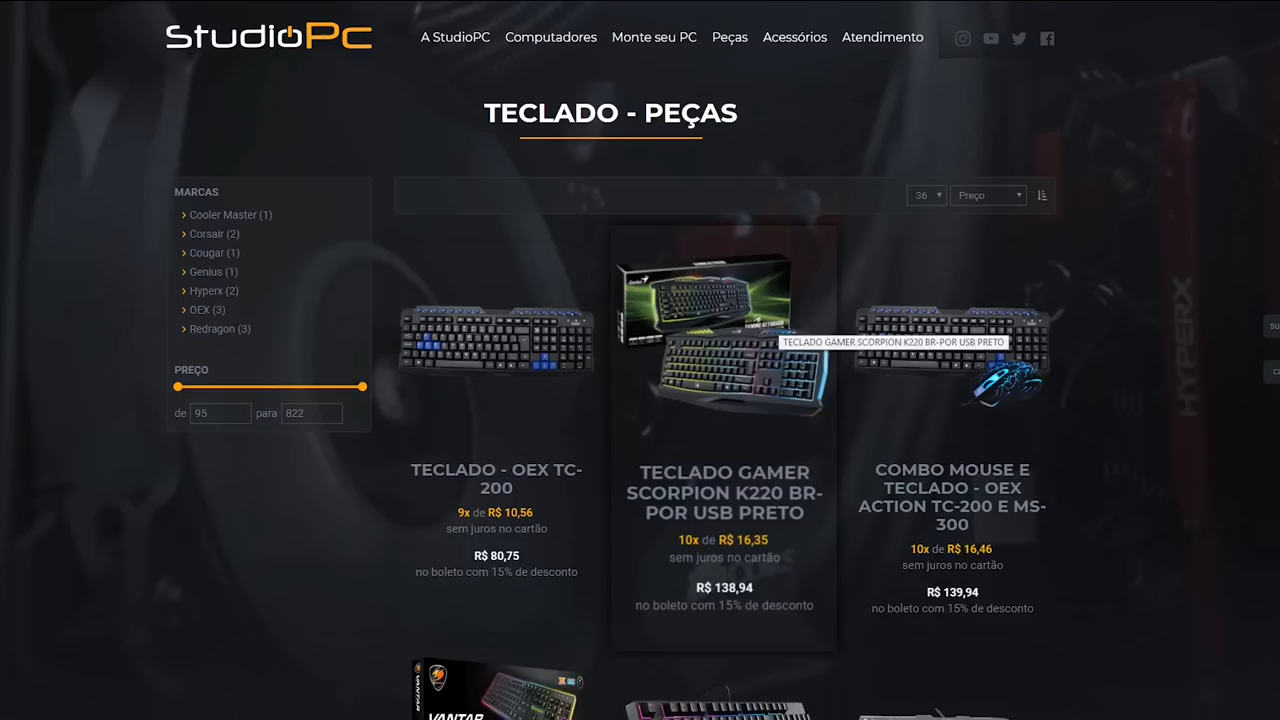 StudioPc
A StudioPC Computadores Monte seu PC Peças Acessórios Atendimento
TECLADO - PEÇAS
MARCAS
Cooler Master (1)
Corsair (2)
Cougar (1)
Genius (1)
Hyperx (2)
OEX (3)
Redragon (3)
PREÇO
de 95 para 822
36 Preço
TECLADO GAMER SCORPION K220 BR-POR USB PRETO
HYPERX
TECLADO - OEX TC-
200
9x de R$ 10,56
sem juros no cartão
R$ 80,75
no boleto com 15% de desconto
TECLADO GAMER
SCORPION K220 BR-
POR USB PRETO
10x de R$ 16,35
sem juros no cartão
R$ 138,94
no boleto com 15% de desconto
COMBO MOUSE E
TECLADO - OEX
ACTION TC-200 E MS-
300
10x de R$ 16,46
sem juros no cartão
R$ 139,94
no boleto com 15% de desconto
VANTAR